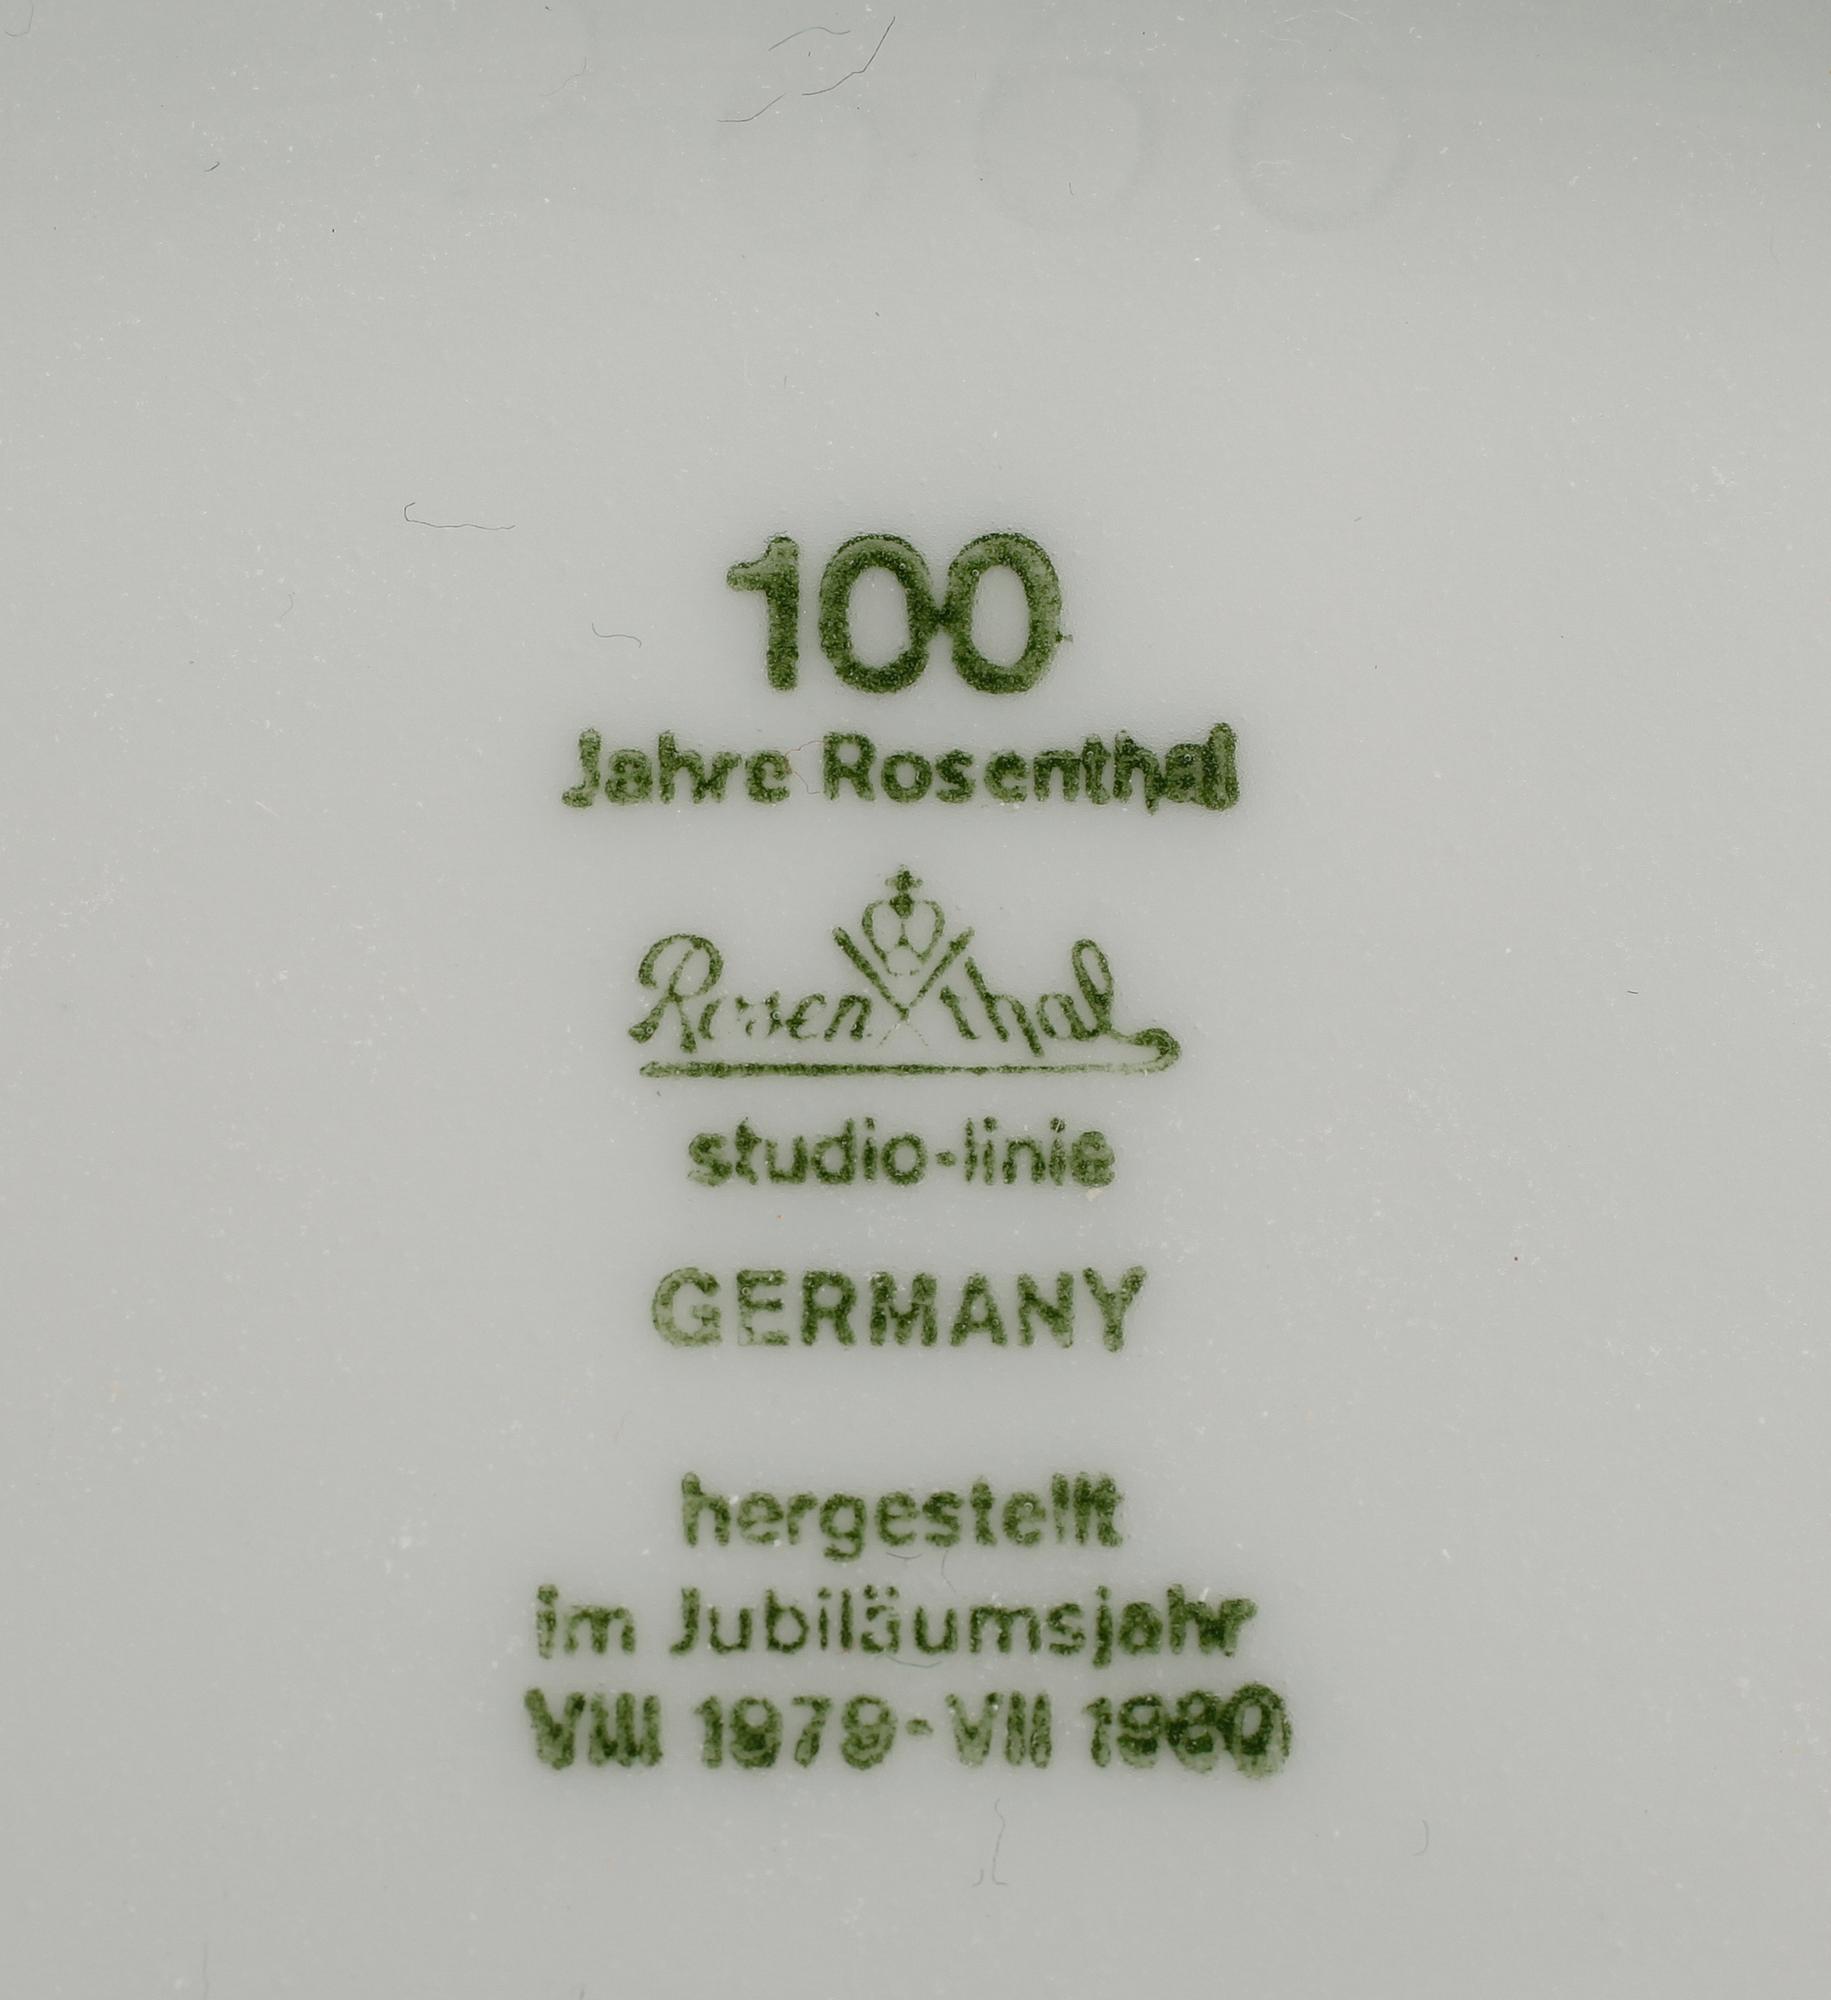 100
Jahre Rosenthal
Rosenthal
studio-linie
GERMANY
hergestellt
im Jubiläumsjahr
VIII 1979-VII 1980